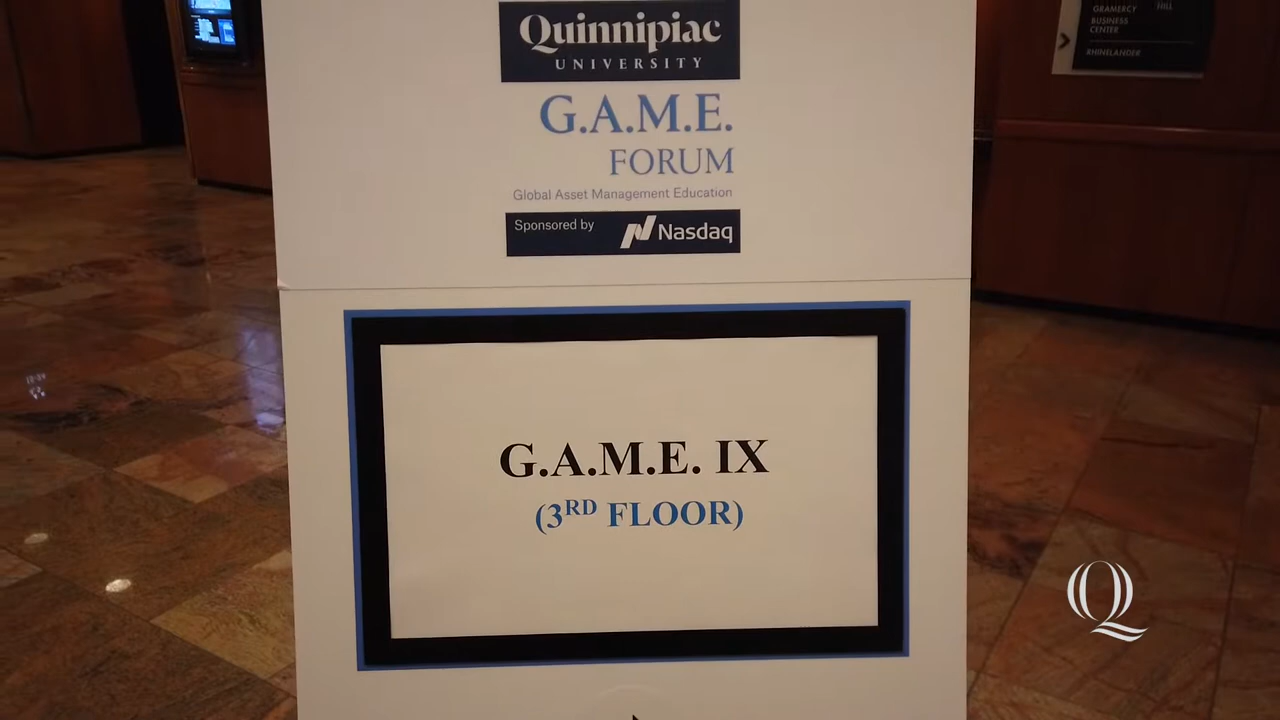 Quinnipiac
UNIVERSITY
G.A.M.E.
FORUM
Global Asset Management Education
Sponsored by Nasdaq
G.A.M.E. IX
(3RD FLOOR)
GRAMERCY
HILL
BUSINESS
CENTER
RHINELANDER
Q